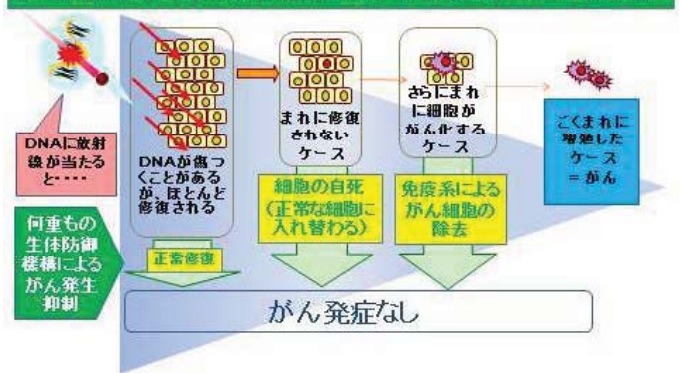 DNAに放射
線が当たる
と・・・・
DNAが傷つ
くことがある
が、ほとんど
修復される
まれに修復
されない
ケース
さらにまれ
に細胞が
がん化する
ケース
ごくまれに
増殖した
ケース
=がん
何重もの
生体防御
機構による
がん発生
抑制
正常修復
細胞の自死
(正常な細胞に
入れ替わる)
免疫系による
がん細胞の
除去
がん発症なし